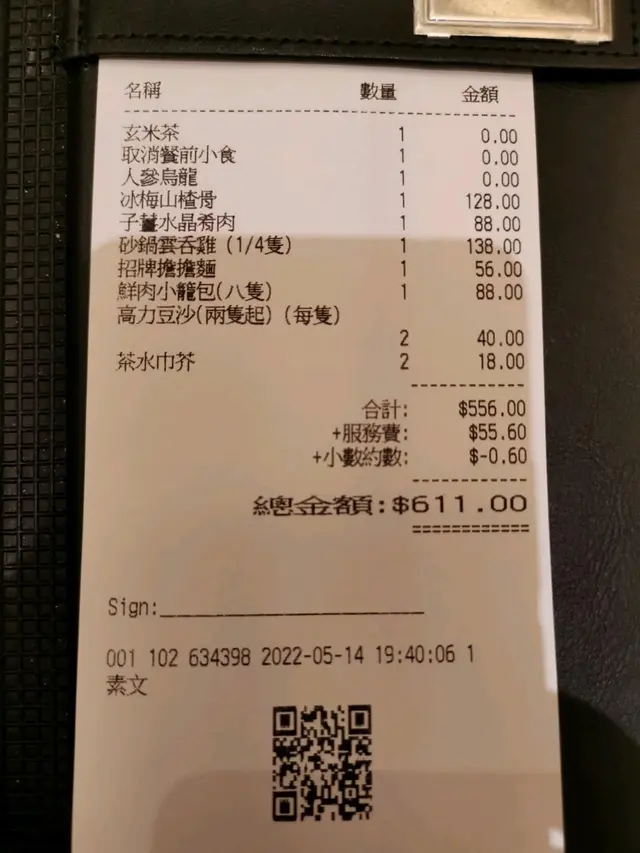 名稱 數量 金額
玄米茶 1 0.00
取消餐前小食 1 0.00
人參烏龍 1 0.00
冰梅山楂骨 1 128.00
子薑水晶肴肉 1 88.00
砂鍋雲吞雞 (1/4隻) 1 138.00
招牌擔擔麵 1 56.00
鮮肉小籠包(八隻) 1 88.00
高力豆沙(兩隻起) (每隻)
2 40.00
茶水巾芥 2 18.00
合計: $556.00
+服務費: $55.60
+小數約數: $-0.60
總金額:$611.00
Sign:
001 102 634398 2022-05-14 19:40:06 1
素文